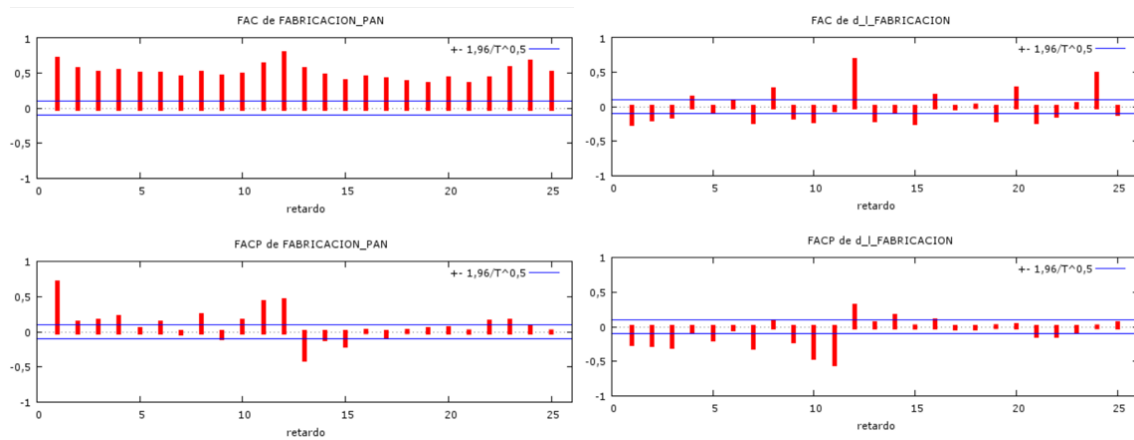 FAC de FABRICACION_PAN
+- 1,96/T^0,5
1
0,5
0
-0,5
-1
0 5 10 15 20 25
retardo
FACP de FABRICACION_PAN
+- 1,96/T^0,5
1
0,5
0
-0,5
-1
0 5 10 15 20 25
retardo
FAC de d_l_FABRICACION
+- 1,96/T^0,5
1
0,5
0
-0,5
-1
0 5 10 15 20 25
retardo
FACP de d_l_FABRICACION
+- 1,96/T^0,5
1
0,5
0
-0,5
-1
0 5 10 15 20 25
retardo